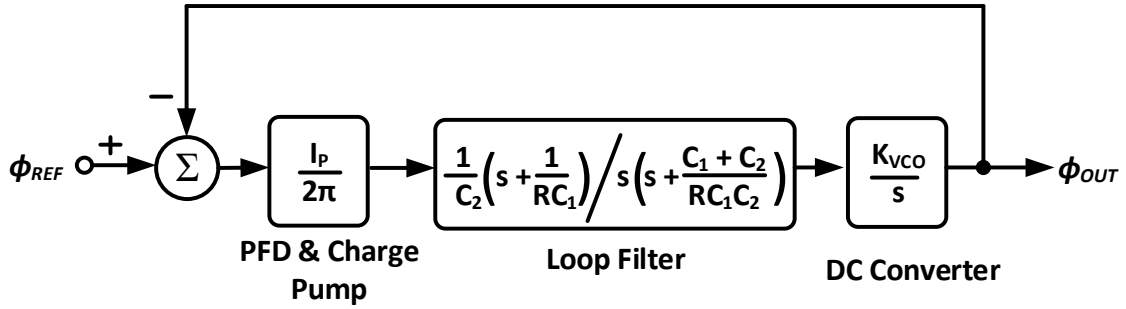 −
ϕREF
+
Σ
IP
2π
1
C2
(s + 1
RC1
) / s(s + C1 + C2
RC1C2
)
KVCO
s
ϕOUT
PFD & Charge
Pump
Loop Filter
DC Converter